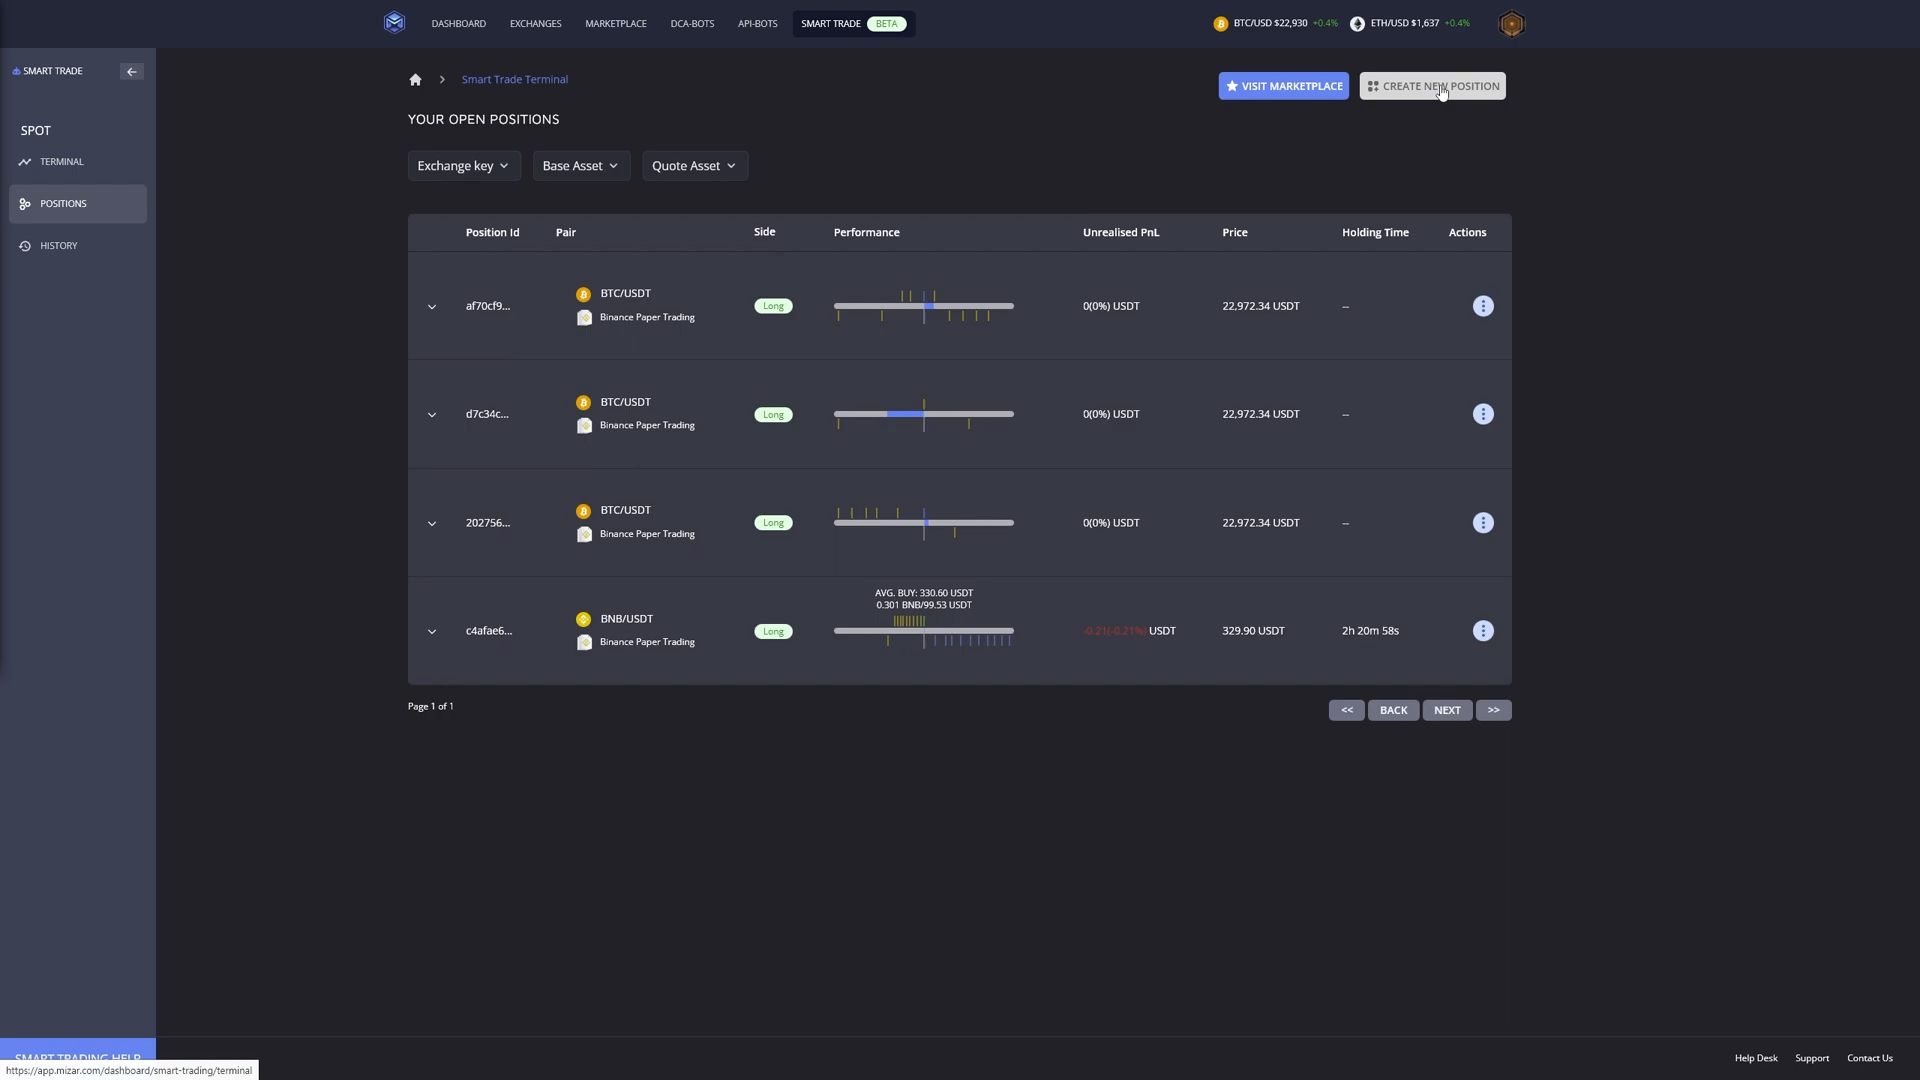 DASHBOARD EXCHANGES MARKETPLACE DCA-BOTS API-BOTS SMART TRADE BETA BTC/USD $22,930 +0.4% ETH/USD $1,637 +0.4%
SMART TRADE
SPOT
TERMINAL
POSITIONS
HISTORY
Smart Trade Terminal
VISIT MARKETPLACE CREATE NEW POSITION
YOUR OPEN POSITIONS
Exchange key Base Asset Quote Asset
Position Id Pair Side Performance Unrealised PnL Price Holding Time Actions
af70cf9... BTC/USDT Long 0(0%) USDT 22,972.34 USDT --
Binance Paper Trading
d7c34c... BTC/USDT Long 0(0%) USDT 22,972.34 USDT --
Binance Paper Trading
202756... BTC/USDT Long 0(0%) USDT 22,972.34 USDT --
Binance Paper Trading
AVG. BUY: 330.60 USDT
0.301 BNB/99.53 USDT
c4afae6... BNB/USDT Long -0.21(-0.21%) USDT 329.90 USDT 2h 20m 58s
Binance Paper Trading
Page 1 of 1 << BACK NEXT >>
SMART TRADING HELP
https://app.mizar.com/dashboard/smart-trading/terminal
Help Desk Support Contact Us